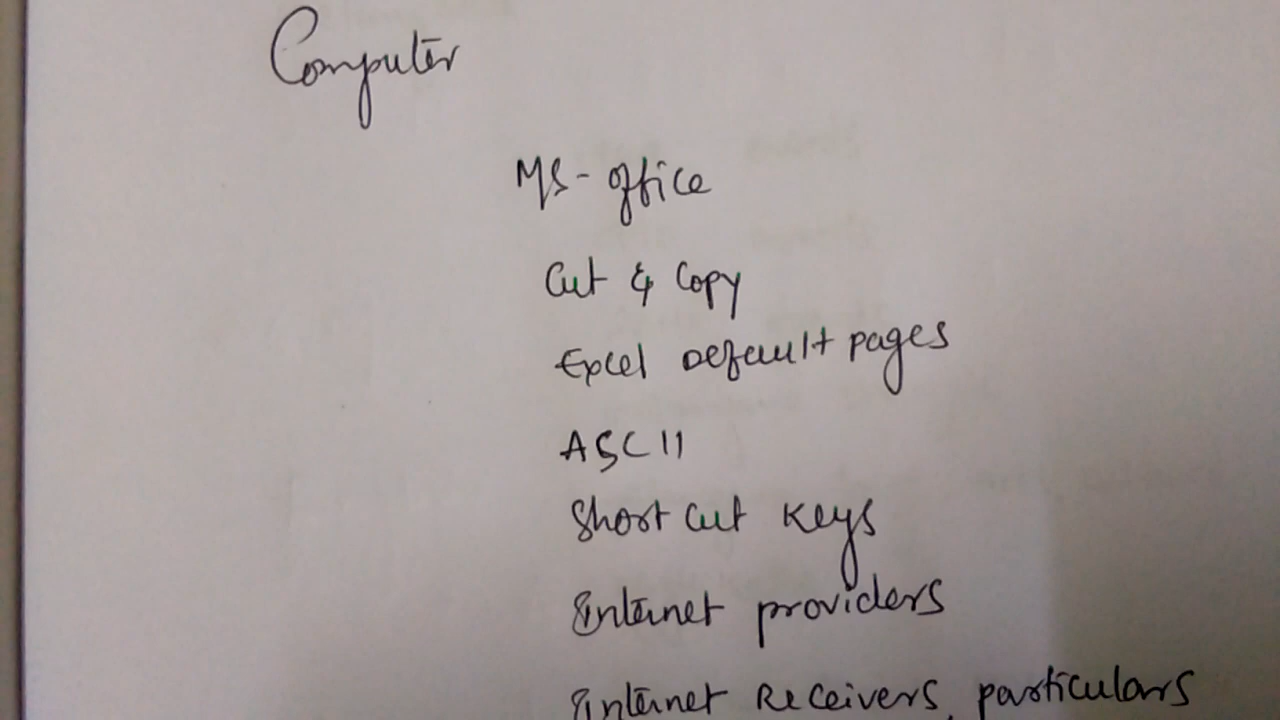 Computer
MS-office
Cut & Copy
Excel Default pages
ASCII
Short cut keys
Internet providers
Internet Receivers, particulars